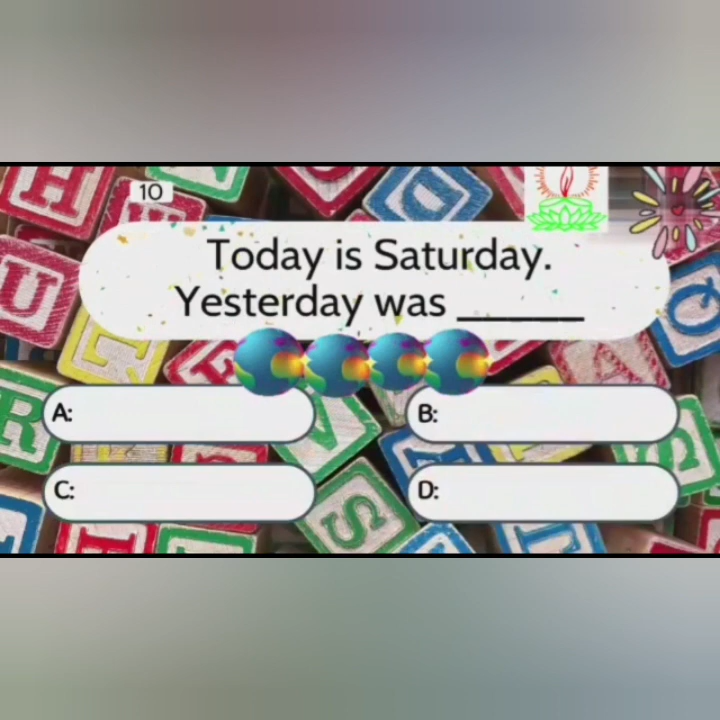 10
Today is Saturday.
Yesterday was ______
A:
B:
C:
D: